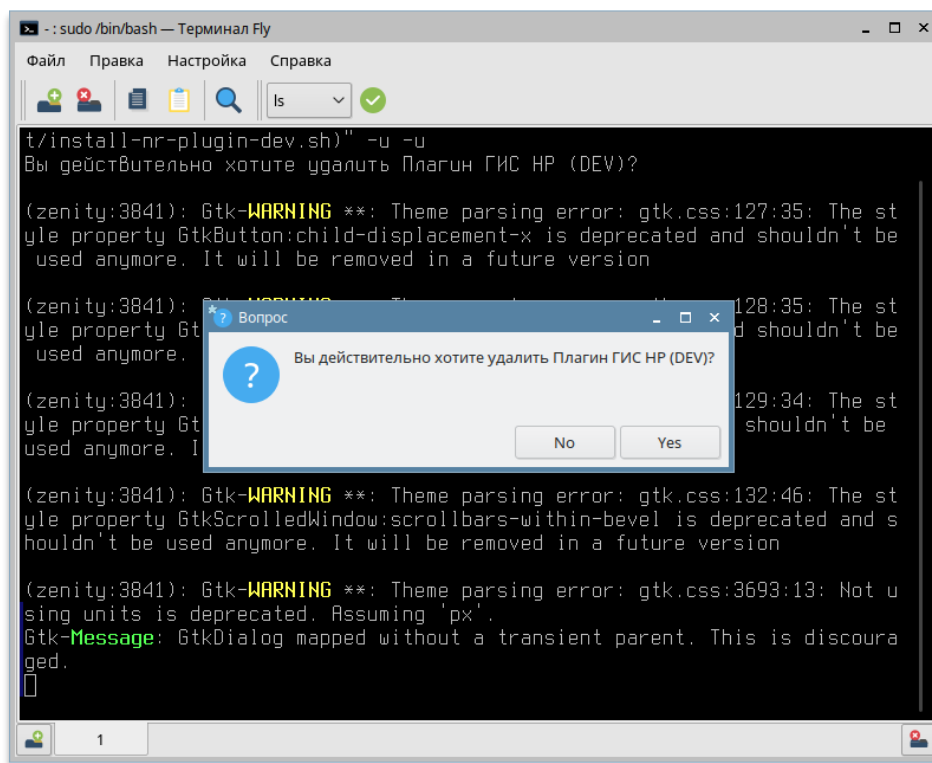 - : sudo /bin/bash — Терминал Fly
Файл Правка Настройка Справка
ls
t/install-nr-plugin-dev.sh)" -u -u
Вы действительно хотите удалить Плагин ГИС НР (DEV)?
(zenity:3841): Gtk-WARNING **: Theme parsing error: gtk.css:127:35: The st
yle property GtkButton:child-displacement-x is deprecated and shouldn't be
used anymore. It will be removed in a future version
(zenity:3841): 128:35: The st
yle property Gt d shouldn't be
used anymore.
Вопрос
Вы действительно хотите удалить Плагин ГИС НР (DEV)?
No Yes
(zenity:3841): 129:34: The st
yle property Gt shouldn't be
used anymore. I
(zenity:3841): Gtk-WARNING **: Theme parsing error: gtk.css:132:46: The st
yle property GtkScrolledWindow:scrollbars-within-bevel is deprecated and s
houldn't be used anymore. It will be removed in a future version
(zenity:3841): Gtk-WARNING **: Theme parsing error: gtk.css:3693:13: Not u
sing units is deprecated. Assuming 'px'.
Gtk-Message: GtkDialog mapped without a transient parent. This is discoura
ged.
1